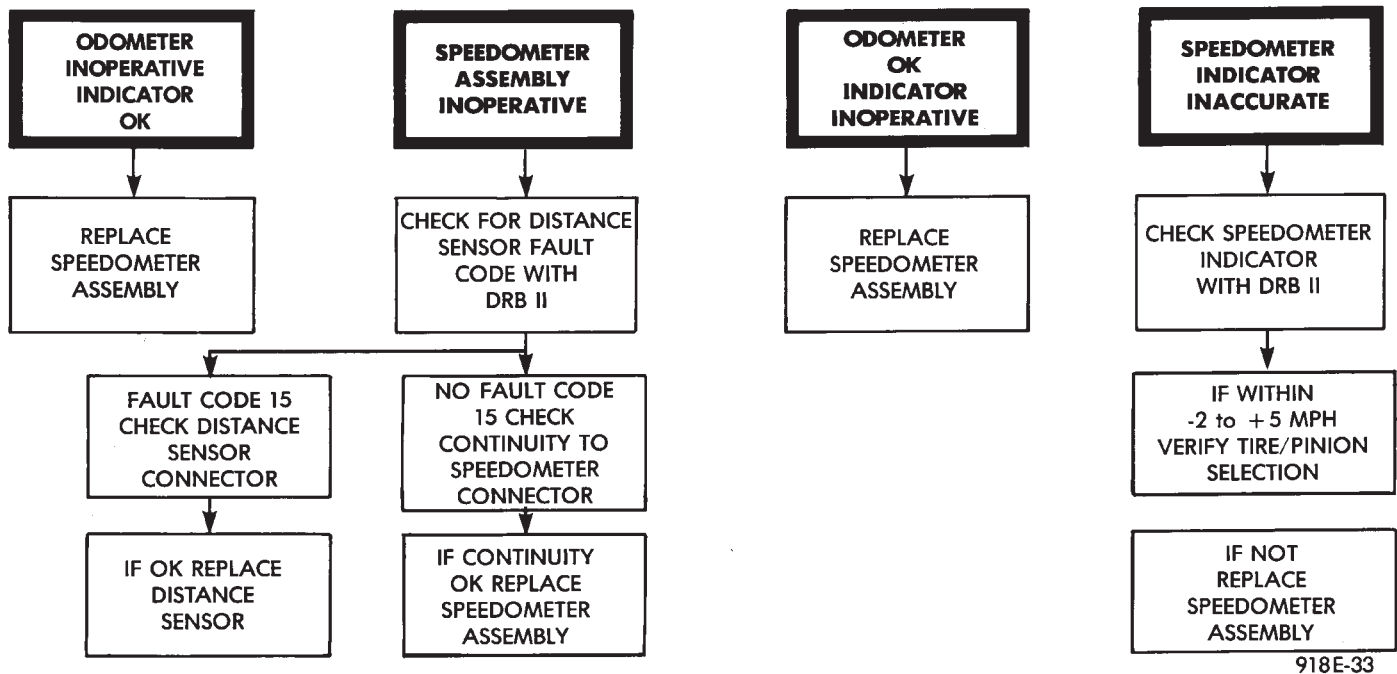 ODOMETER
INOPERATIVE
INDICATOR
OK
REPLACE
SPEEDOMETER
ASSEMBLY
SPEEDOMETER
ASSEMBLY
INOPERATIVE
CHECK FOR DISTANCE
SENSOR FAULT
CODE WITH
DRB II
FAULT CODE 15
CHECK DISTANCE
SENSOR
CONNECTOR
IF OK REPLACE
DISTANCE
SENSOR
NO FAULT CODE
15 CHECK
CONTINUITY TO
SPEEDOMETER
CONNECTOR
IF CONTINUITY
OK REPLACE
SPEEDOMETER
ASSEMBLY
ODOMETER
OK
INDICATOR
INOPERATIVE
REPLACE
SPEEDOMETER
ASSEMBLY
SPEEDOMETER
INDICATOR
INACCURATE
CHECK SPEEDOMETER
INDICATOR
WITH DRB II
IF WITHIN
-2 to +5 MPH
VERIFY TIRE/PINION
SELECTION
IF NOT
REPLACE
SPEEDOMETER
ASSEMBLY
918E-33